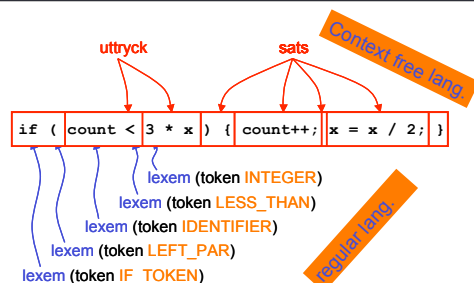 uttryck
sats
Context free lang.
if ( count < 3 * x ) { count++; x = x / 2; }
lexem (token INTEGER)
lexem (token LESS_THAN)
lexem (token IDENTIFIER)
lexem (token LEFT_PAR)
lexem (token IF_TOKEN)
regular lang.